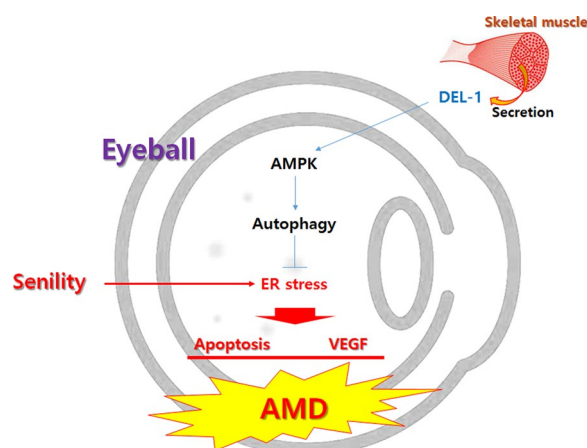 Skeletal muscle
DEL-1
Secretion
Eyeball
AMPK
Autophagy
Senility
ER stress
Apoptosis VEGF
AMD